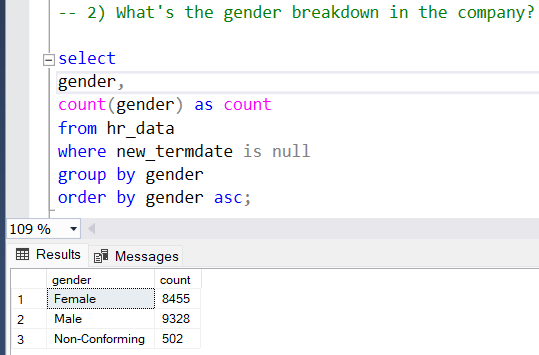 -- 2) What's the gender breakdown in the company?
select
gender,
count(gender) as count
from hr_data
where new_termdate is null
group by gender
order by gender asc;
109 %
Results Messages
gender count
1 Female 8455
2 Male 9328
3 Non-Conforming 502